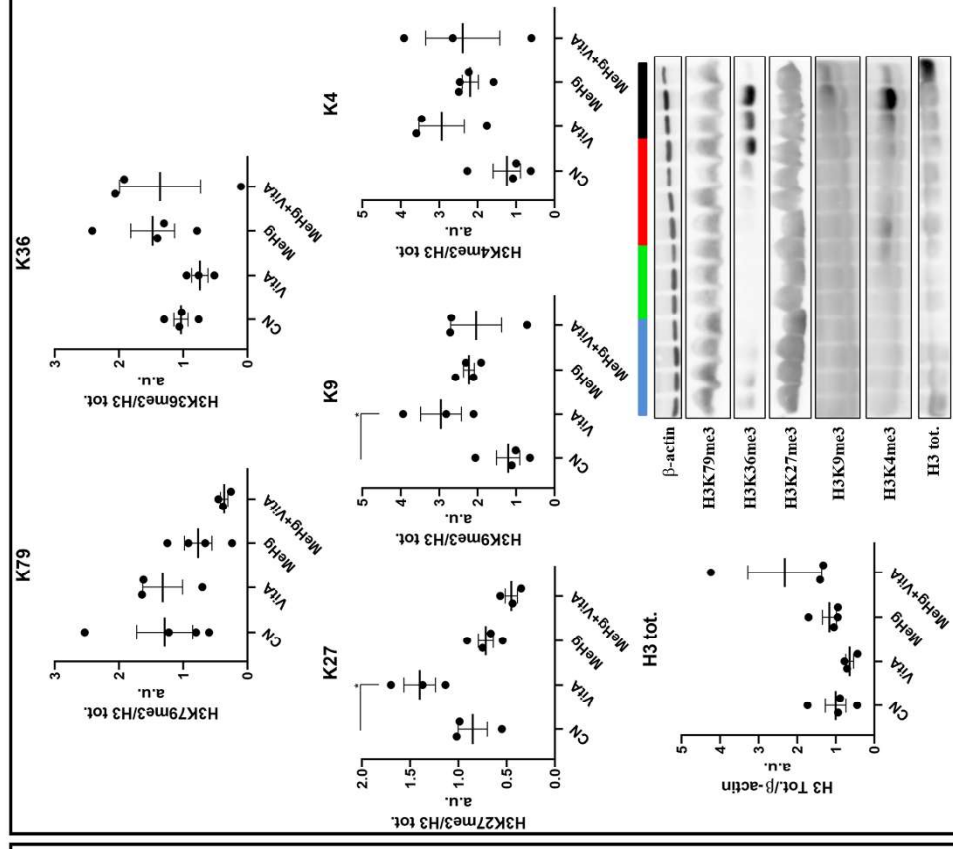 K79
H3K79me3/H3 tot.
a.u.
3
2
1
0
CN
VitA
MeHg
MeHg+VitA
K36
H3K36me3/H3 tot.
a.u.
3
2
1
0
CN
VitA
MeHg
MeHg+VitA
K27
H3K27me3/H3 tot.
a.u.
2.0
1.5
1.0
0.5
0
*
CN
VitA
MeHg
MeHg+VitA
K9
H3K9me3/H3 tot.
a.u.
5
4
3
2
1
0
*
CN
VitA
MeHg
MeHg+VitA
K4
H3K4me3/H3 tot.
a.u.
5
4
3
2
1
0
CN
VitA
MeHg
MeHg+VitA
H3 tot.
H3 Tot./β-actin
a.u.
5
4
3
2
1
0
CN
VitA
MeHg
MeHg+VitA
β-actin
H3K79me3
H3K36me3
H3K27me3
H3K9me3
H3K4me3
H3 tot.